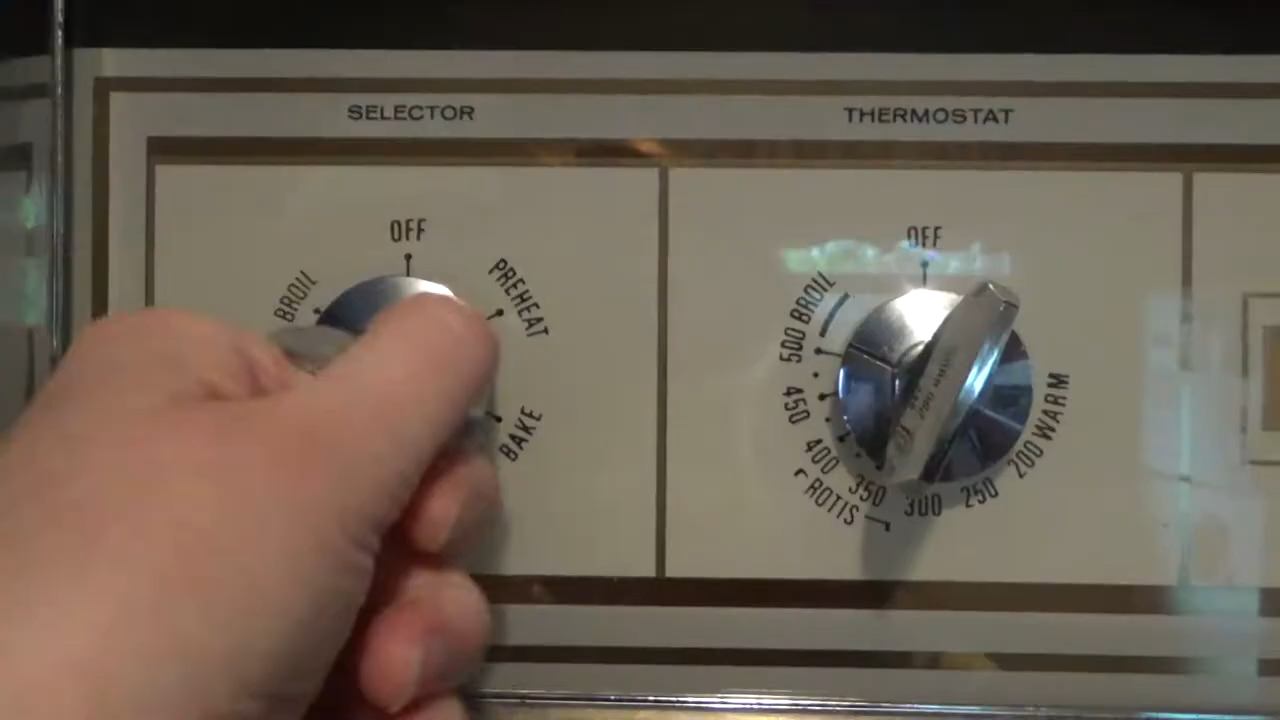 SELECTOR
THERMOSTAT
OFF
PREHEAT
BAKE
BROIL
OFF
WARM
200
250
300
350
400
450
500
BROIL
ROTIS